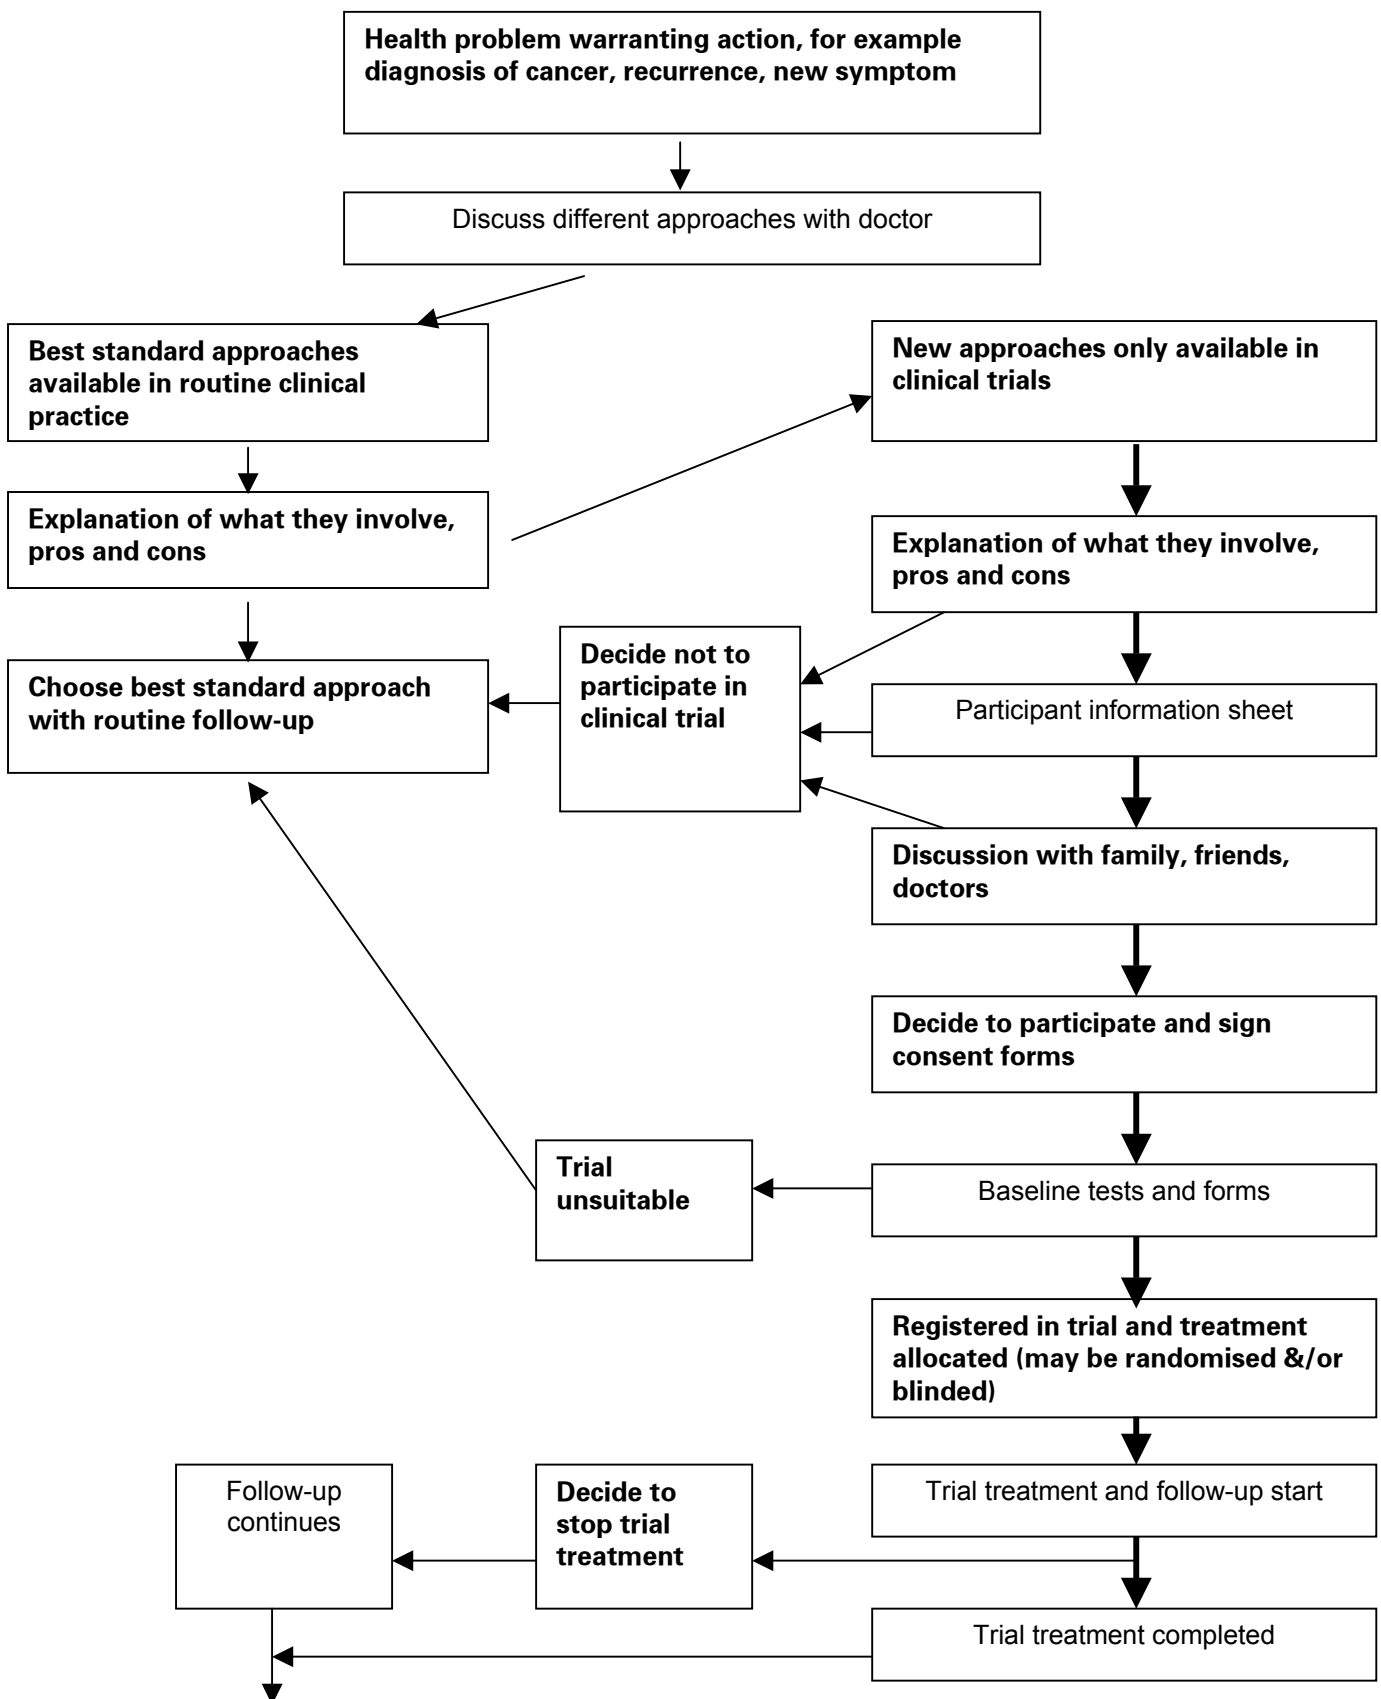 Health problem warranting action, for example
diagnosis of cancer, recurrence, new symptom
Discuss different approaches with doctor
Best standard approaches
available in routine clinical
practice
New approaches only available in
clinical trials
Explanation of what they involve,
pros and cons
Explanation of what they involve,
pros and cons
Decide not to
participate in
clinical trial
Choose best standard approach
with routine follow-up
Participant information sheet
Discussion with family, friends,
doctors
Decide to participate and sign
consent forms
Trial
unsuitable
Baseline tests and forms
Registered in trial and treatment
allocated (may be randomised &/or
blinded)
Follow-up
continues
Decide to
stop trial
treatment
Trial treatment and follow-up start
Trial treatment completed